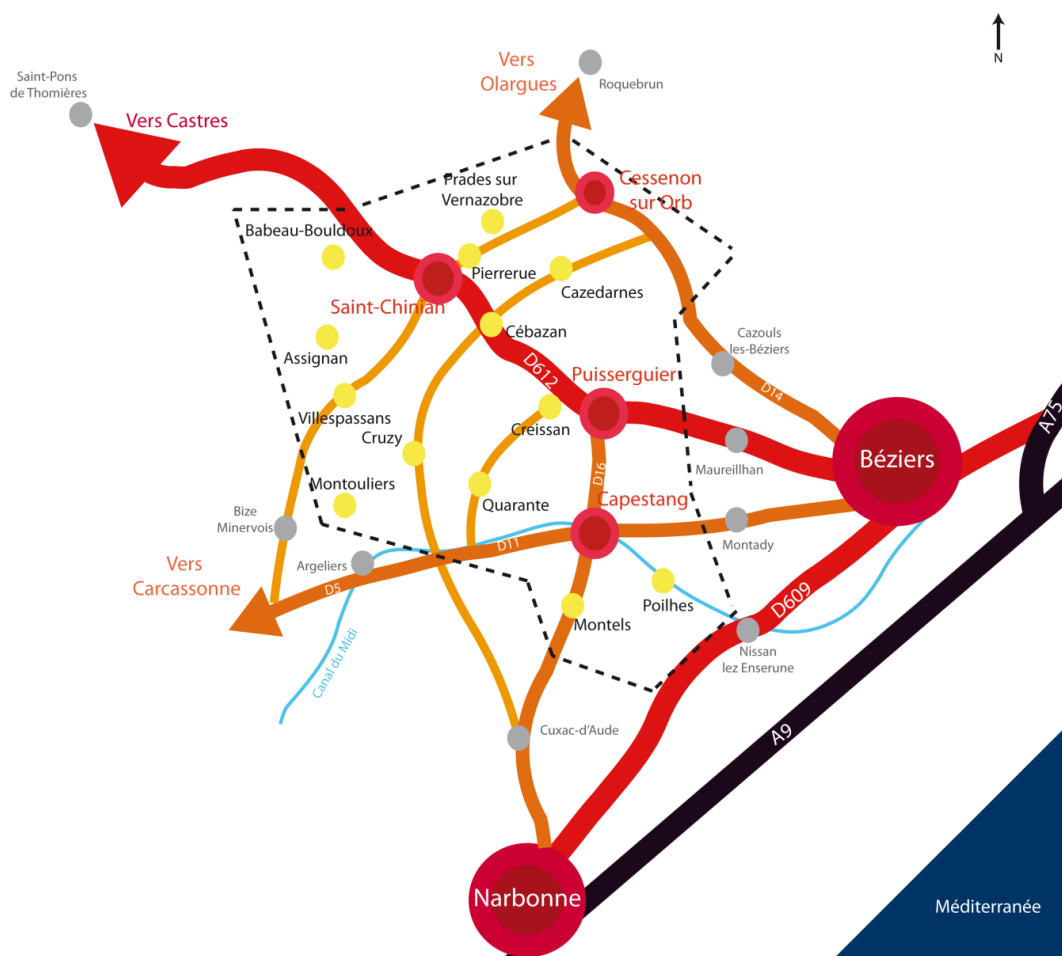 N
Vers
Olargues
Roquebrun
Saint-Pons
de Thomières
Vers Castres
Prades sur
Vernazobre
Cessenon
sur Orb
Babeau-Bouldoux
Pierrerue
Cazedarnes
Saint-Chinian
Cébazan
Cazouls
les-Béziers
Assignan
D612
Puisserguier
D14
A75
Villespassans
Cruzy
Creissan
Maureillhan
Béziers
D16
Montouliers
Quarante
Capestang
Bize
Minervois
Montady
D11
Argeliers
Vers
Carcassonne
D5
Poilhes
D609
Montels
Nissan
lez Enserune
Canal du Midi
Cuxac-d'Aude
A9
Narbonne
Méditerranée